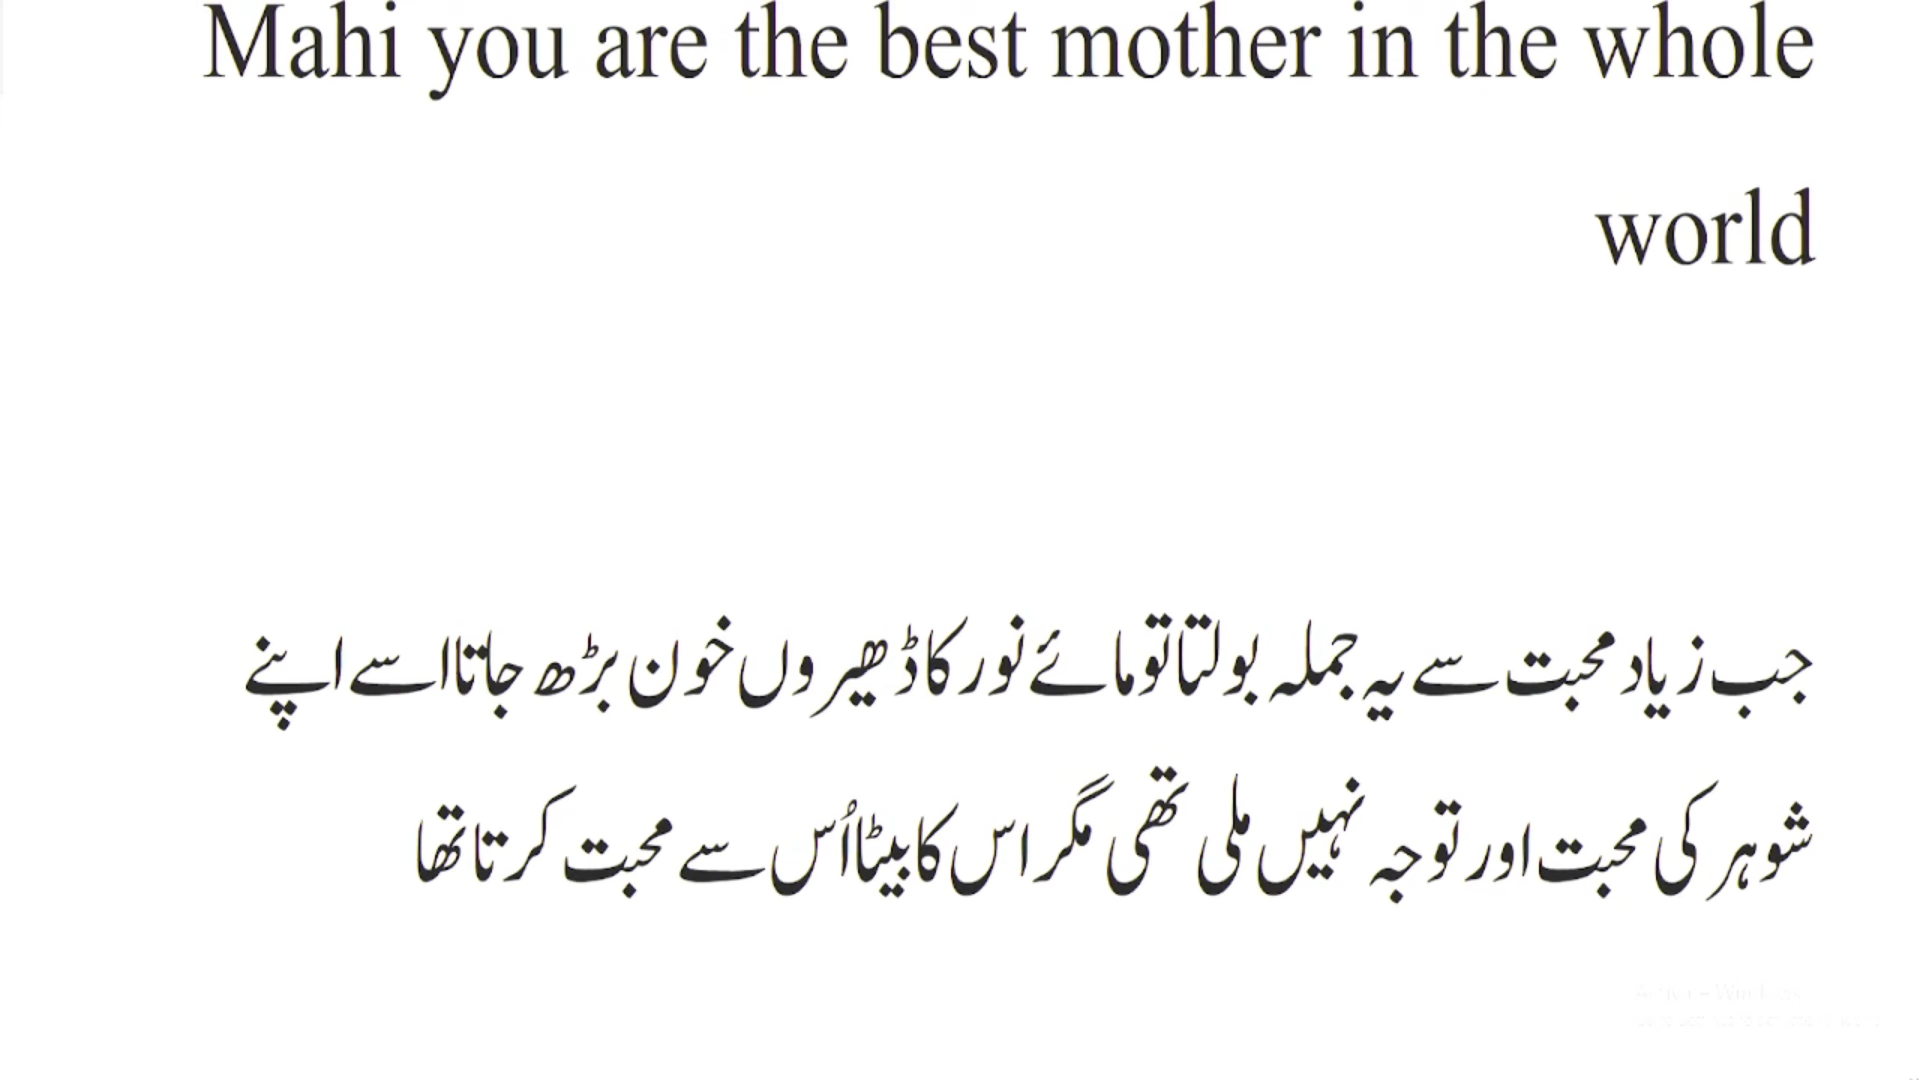 Mahi you are the best mother in the whole
world
جب زیاد محبت سے یہ جملہ بولتا تو مائے نور کا ڈھیروں خون بڑھ جاتا اسے اپنے
شوہر کی محبت اور توجہ نہیں ملی تھی مگر اس کا بیٹا اُس سے محبت کرتا تھا